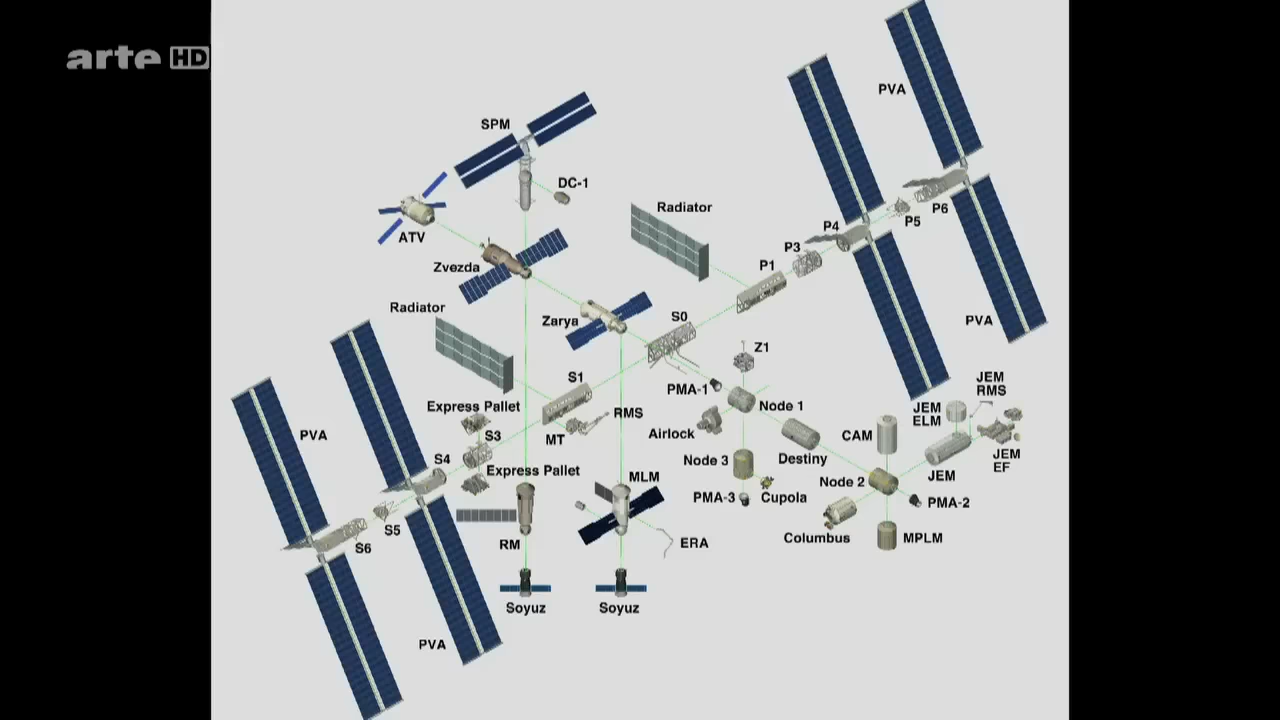 arte HD
PVA
SPM
DC-1
Radiator
P6
P5
P4
ATV
P3
Zvezda
P1
Radiator
Zarya
S0
PVA
Z1
S1
PMA-1
JEM
RMS
Express Pallet
RMS
Node 1
JEM
ELM
PVA
S3
MT
Airlock
CAM
JEM
EF
S4
Express Pallet
Node 3
Destiny
JEM
MLM
Node 2
PMA-3
Cupola
PMA-2
S5
S6
RM
ERA
Columbus
MPLM
Soyuz
Soyuz
PVA